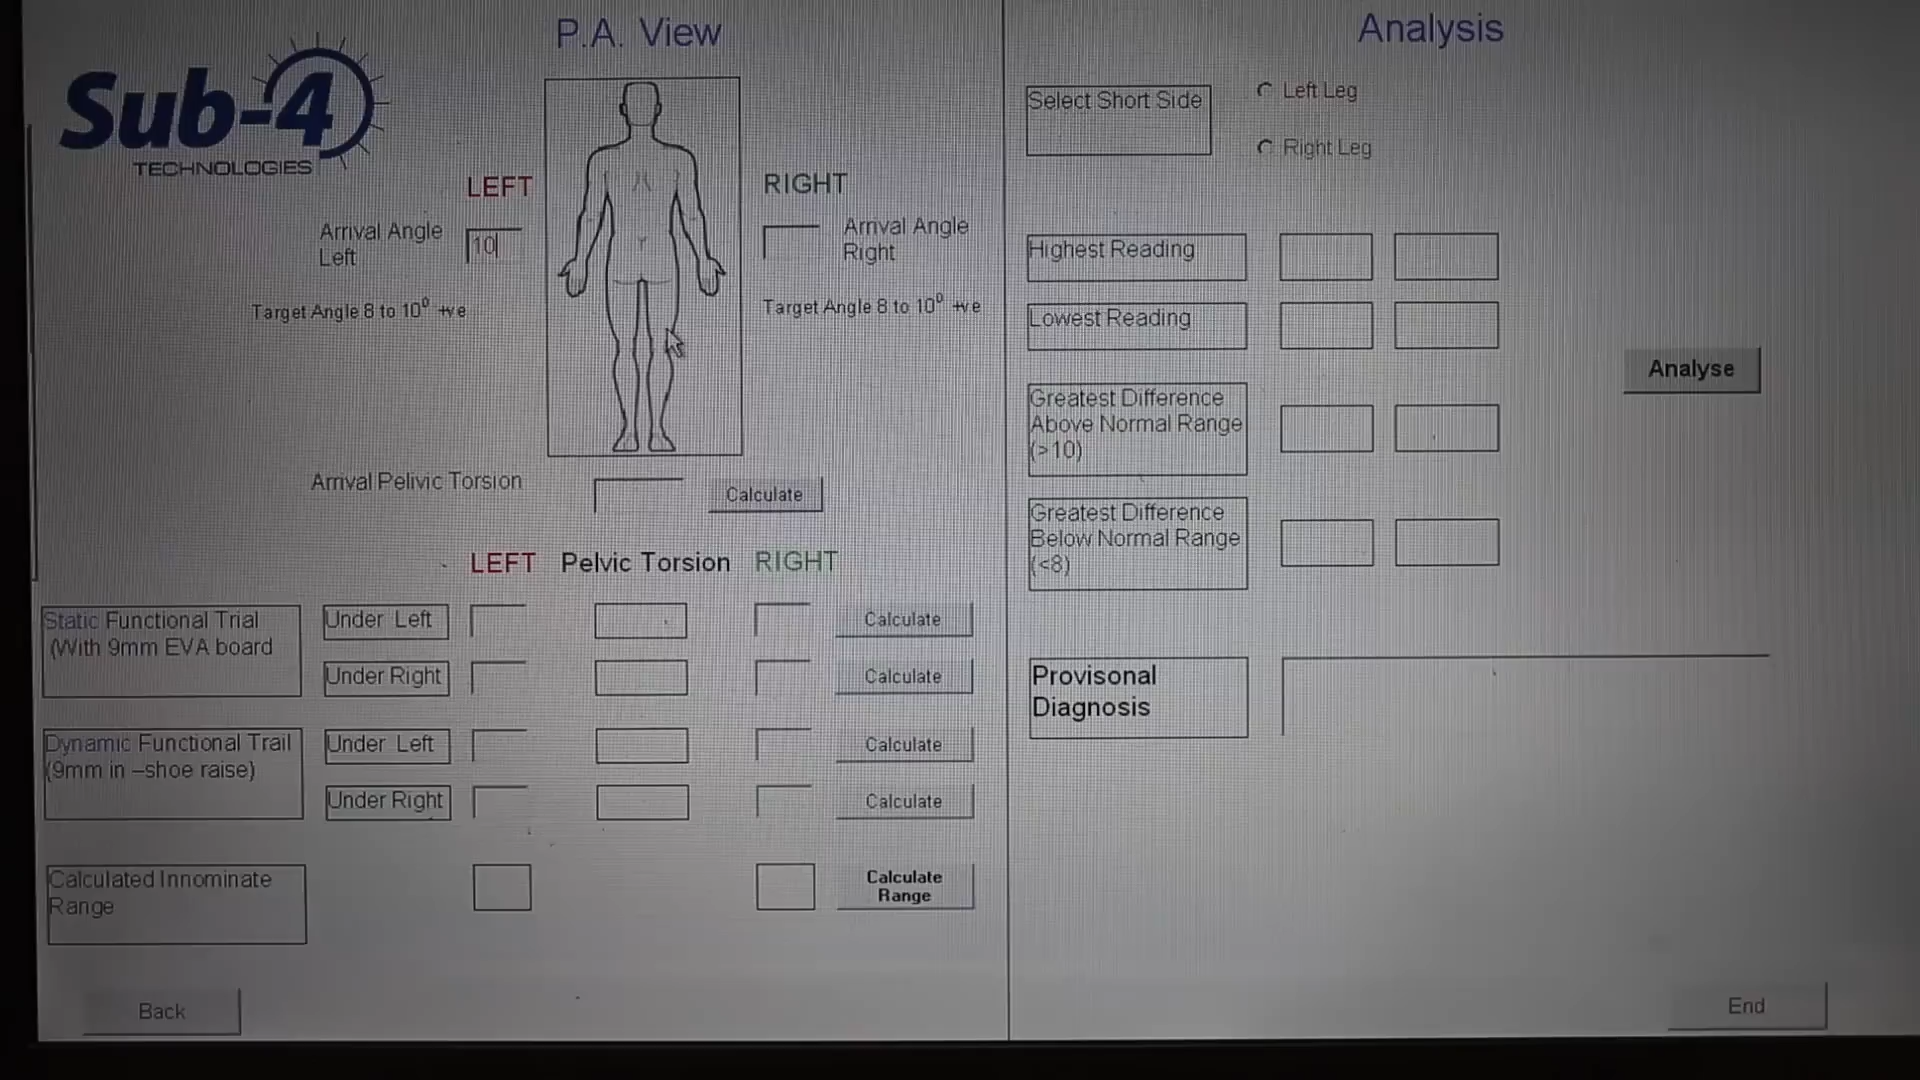 P.A. View
Analysis
Sub-4
TECHNOLOGIES
LEFT
RIGHT
Arrival Angle
Left
10
Arrival Angle
Right
Target Angle 8 to 10⁰ +ve
Target Angle 8 to 10⁰ +ve
Arrival Pelivic Torsion
Calculate
LEFT Pelvic Torsion RIGHT
Static Functional Trial
(With 9mm EVA board
Under Left
Calculate
Under Right
Calculate
Dynamic Functional Trail
(9mm in –shoe raise)
Under Left
Calculate
Under Right
Calculate
Calculated Innominate
Range
Calculate
Range
Back
Select Short Side
Left Leg
Right Leg
Highest Reading
Lowest Reading
Analyse
Greatest Difference
Above Normal Range
(>10)
Greatest Difference
Below Normal Range
(<8)
Provisonal
Diagnosis
End